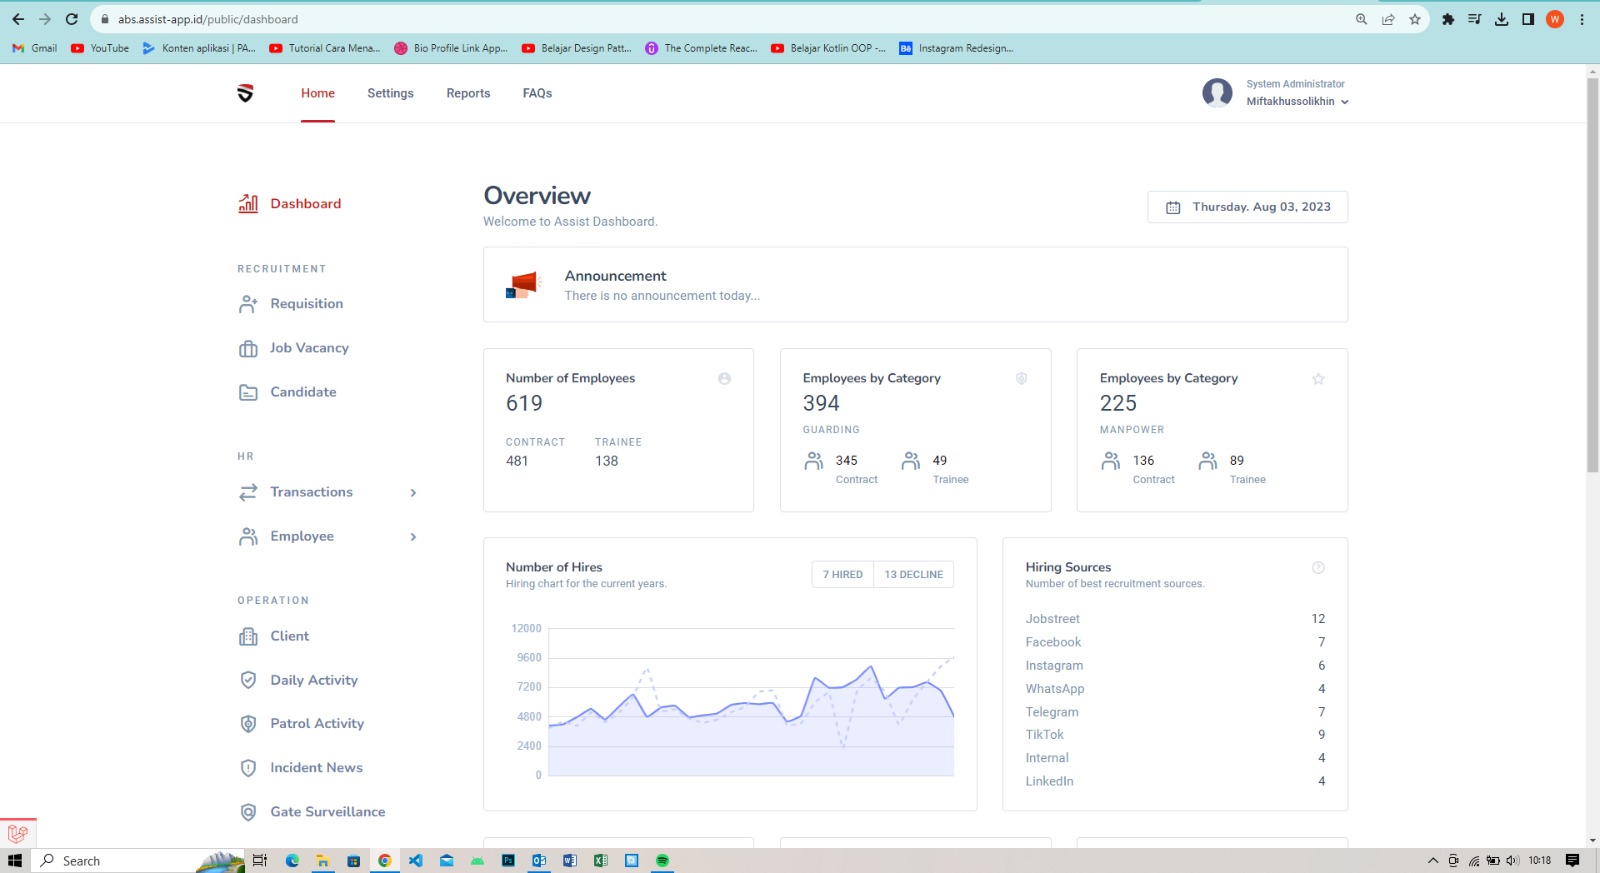 abs.assist-app.id/public/dashboard
W
Gmail
YouTube
Konten aplikasi | PA...
Tutorial Cara Mena...
Bio Profile Link App...
Belajar Design Patt...
The Complete Reac...
Belajar Kotlin OOP -...
Instagram Redesign...
Home
Settings
Reports
FAQs
System Administrator
Miftakhussolikhin
Dashboard
RECRUITMENT
Requisition
Job Vacancy
Candidate
HR
Transactions
Employee
OPERATION
Client
Daily Activity
Patrol Activity
Incident News
Gate Surveillance
Overview
Welcome to Assist Dashboard.
Thursday. Aug 03, 2023
Announcement
There is no announcement today...
Number of Employees
619
CONTRACT TRAINEE
481 138
Employees by Category
394
GUARDING
345 49
Contract Trainee
Employees by Category
225
MANPOWER
136 89
Contract Trainee
Number of Hires
Hiring chart for the current years.
7 HIRED 13 DECLINE
12000
9600
7200
4800
2400
0
Hiring Sources
Number of best recruitment sources.
Jobstreet 12
Facebook 7
Instagram 6
WhatsApp 4
Telegram 7
TikTok 9
Internal 4
LinkedIn 4
Search
10:18